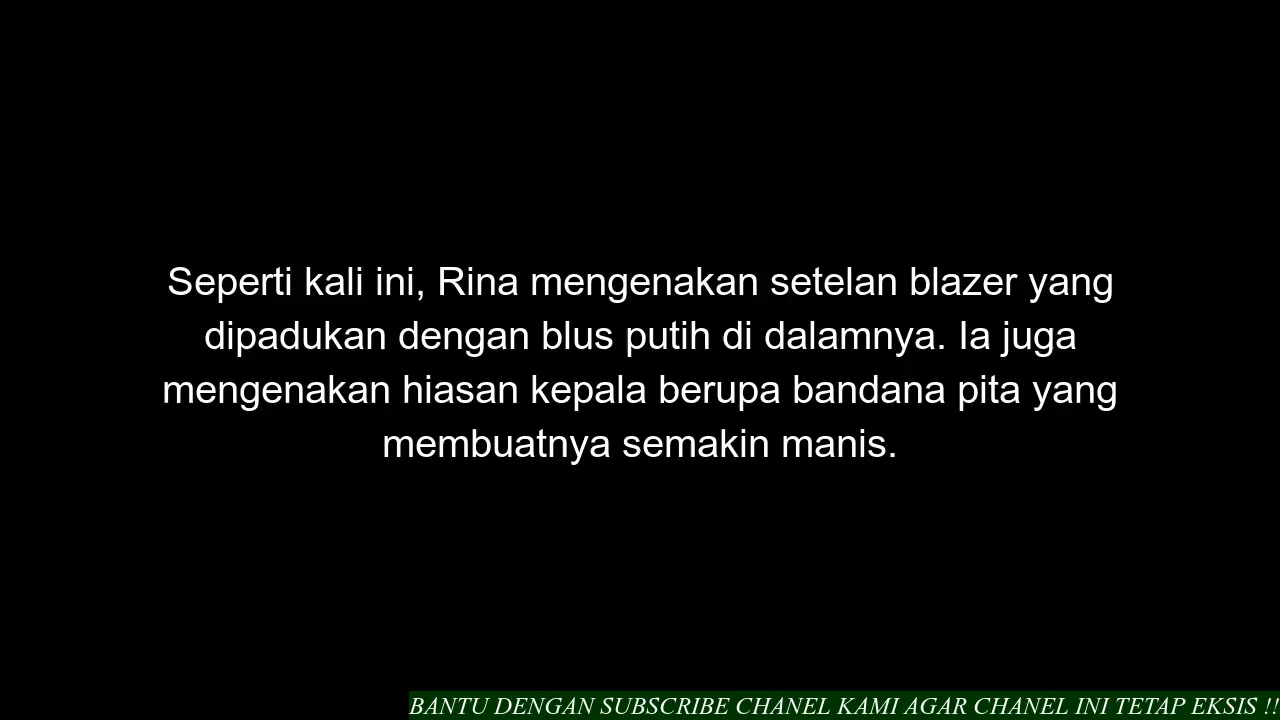 Seperti kali ini, Rina mengenakan setelan blazer yang
dipadukan dengan blus putih di dalamnya. Ia juga
mengenakan hiasan kepala berupa bandana pita yang
membuatnya semakin manis.
BANTU DENGAN SUBSCRIBE CHANEL KAMI AGAR CHANEL INI TETAP EKSIS !!